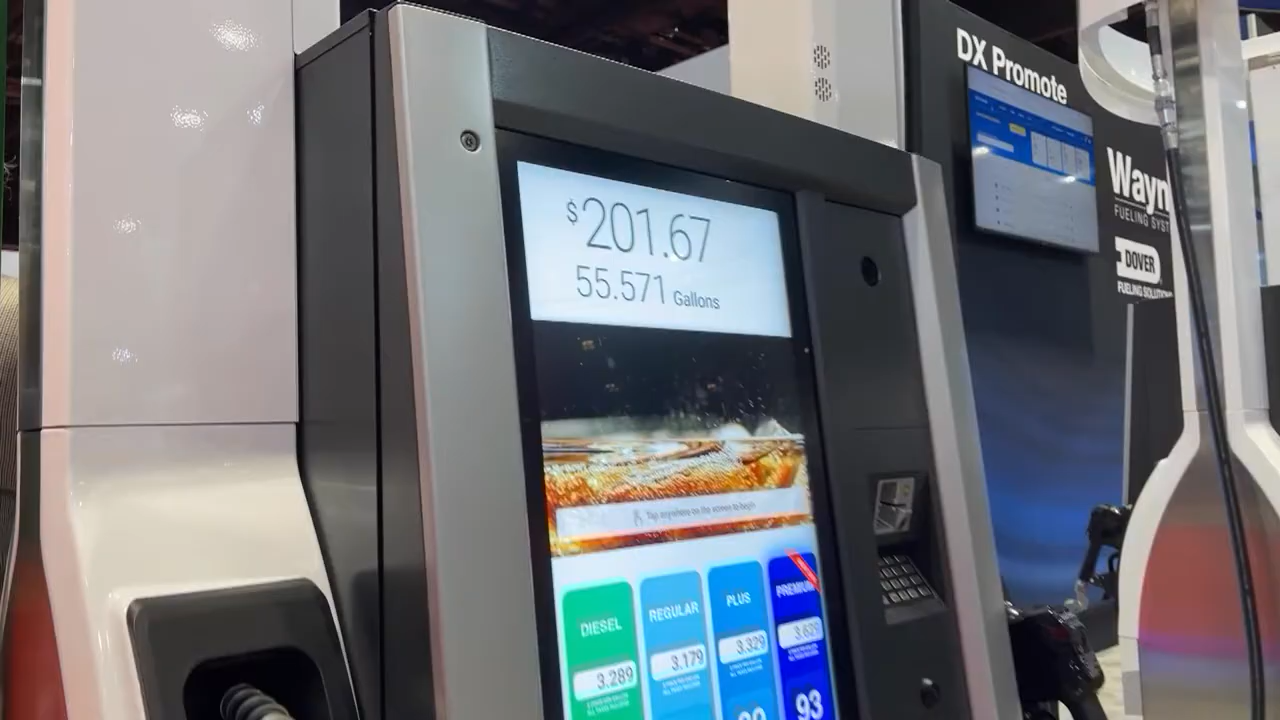 DX Promote
Wayn
FUELING SYST
DOVER
FUELING SOLUTIONS
$201.67
55.571 Gallons
Tap anywhere on the screen to begin
DIESEL
3.289
REGULAR
3.179
PLUS
3.329
PREMIUM
3.629
93